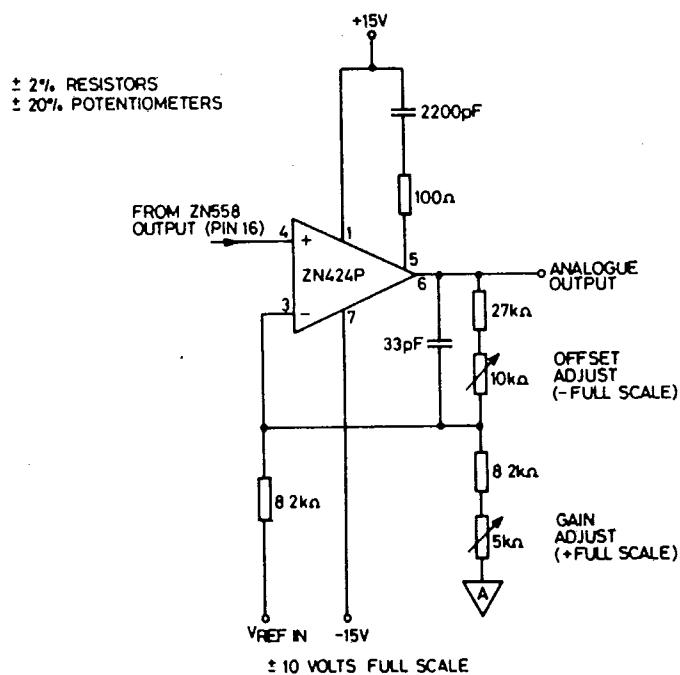 +15V
± 2% RESISTORS
± 20% POTENTIOMETERS
2200pF
100Ω
FROM ZN558
OUTPUT (PIN 16)
4
+
1
5
ZN424P
6
ANALOGUE
OUTPUT
3
–
7
27kΩ
33pF
10kΩ
OFFSET
ADJUST
(-FULL SCALE)
8 2kΩ
8 2kΩ
5kΩ
GAIN
ADJUST
(+FULL SCALE)
A
VREF IN
-15V
± 10 VOLTS FULL SCALE